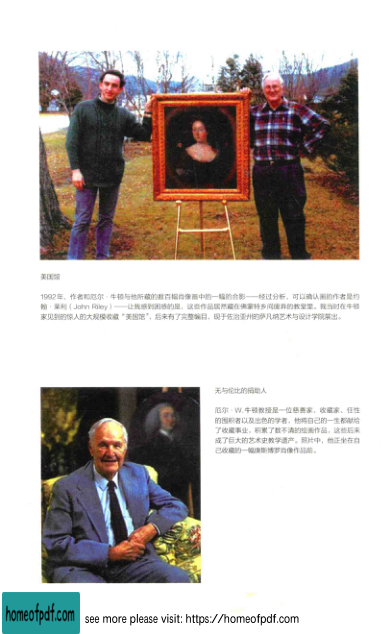 美国馆
1992年，作者和厄尔·牛顿与他所藏的数百幅肖像画中的一幅的合影——经过分析，可以确认画的作者是约
翰·莱利（John Riley）——让我感到困惑的是，这些作品居然藏在佛蒙特乡间废弃的教堂里。我当时在牛顿
家见到的惊人的大规模收藏“美国馆”，后来有了完整编目，现于佐治亚州的萨凡纳艺术与设计学院展出。
无与伦比的捐助人
厄尔·W.牛顿教授是一位慈善家、收藏家、任性
的囤积者以及出色的学者。他将自己的一生都献给
了收藏事业，积累了数不清的绘画作品，这些后来
成了巨大的艺术史教学遗产。照片中，他正坐在自
己收藏的一幅庚斯博罗肖像作品前。
homeofpdf.com
see more please visit: https://homeofpdf.com